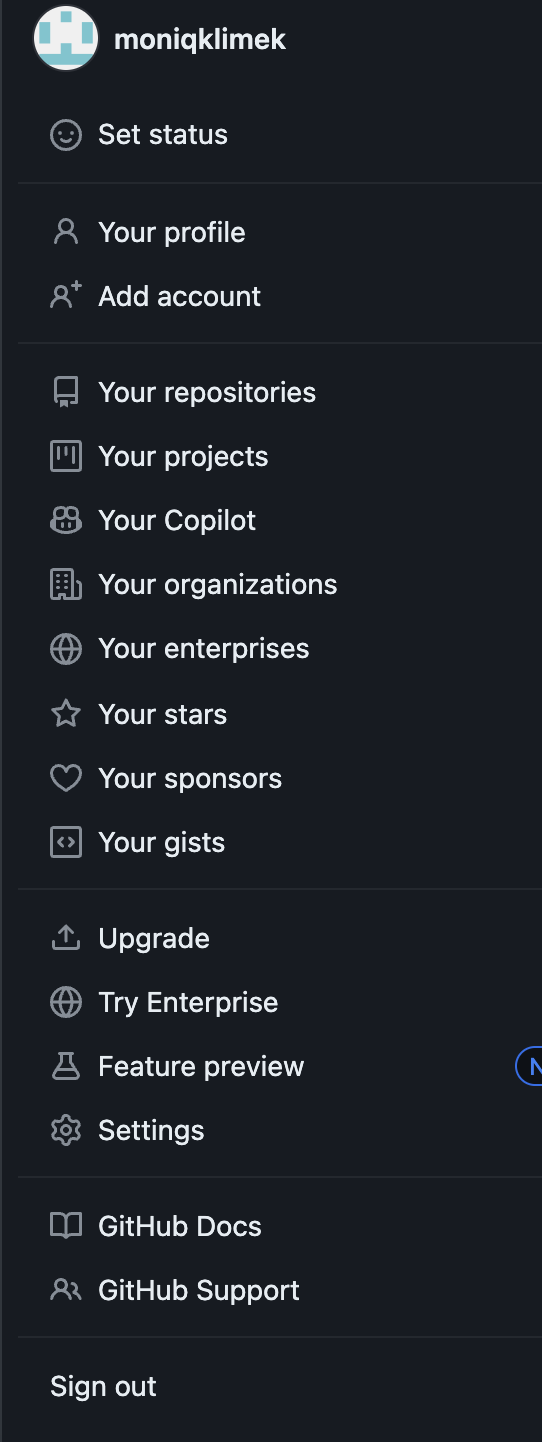 moniqklimek
Set status
Your profile
Add account
Your repositories
Your projects
Your Copilot
Your organizations
Your enterprises
Your stars
Your sponsors
Your gists
Upgrade
Try Enterprise
Feature preview
Settings
GitHub Docs
GitHub Support
Sign out